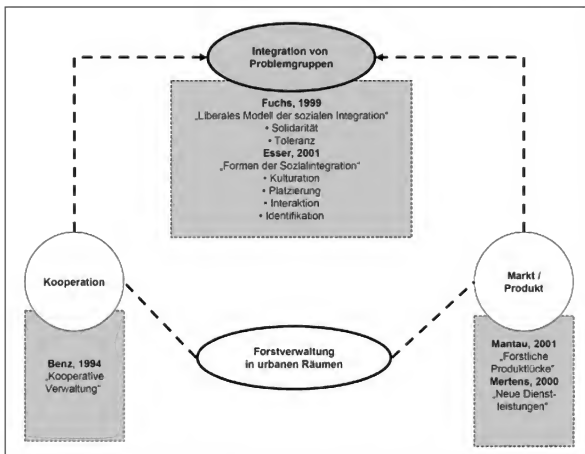 Integration von
Problemgruppen
Fuchs, 1999
„Liberales Modell der sozialen Integration“
• Solidarität
• Toleranz
Esser, 2001
„Formen der Sozialintegration“
• Kulturation
• Platzierung
• Interaktion
• Identifikation
Kooperation
Markt /
Produkt
Benz, 1994
„Kooperative
Verwaltung“
Forstverwaltung
in urbanen Räumen
Mantau, 2001
„Forstliche
Produktlücke“
Mertens, 2000
„Neue Dienst-
leistungen“